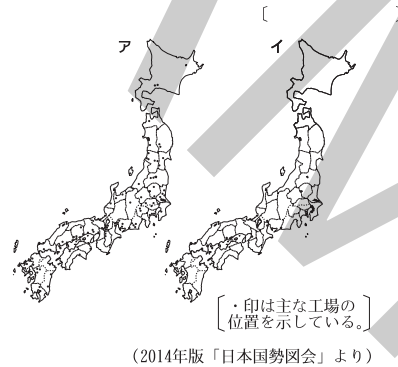 〔 〕
ア
イ
・印は主な工場の
位置を示している。
（2014年版「日本国勢図会」より）